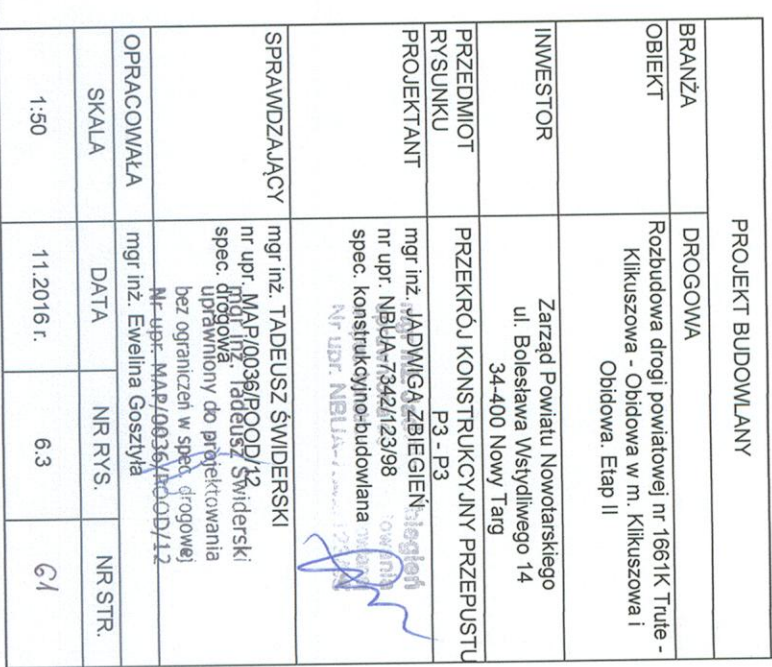 PROJEKT BUDOWLANY
BRANŻA
DROGOWA
OBIEKT
Rozbudowa drogi powiatowej nr 1661K Trute -
Klikuszowa - Obidowa w m. Klikuszowa i
Obidowa. Etap II
INWESTOR
Zarząd Powiatu Nowotarskiego
ul. Bolesława Wstydliwego 14
34-400 Nowy Targ
PRZEDMIOT
RYSUNKU
PRZEKRÓJ KONSTRUKCYJNY PRZEPUSTU
P3 - P3
PROJEKTANT
mgr inż. JADWIGA ZBIEGIEŃ
nr upr. NBUA-7342/123/98
spec. konstrukcyjno-budowlana
Nr upr. NBUA-
SPRAWDZAJĄCY
mgr inż. TADEUSZ ŚWIDERSKI
nr upr. MAP/0036/POOD/12
spec. drogowa
mgr inż. Tadeusz Świderski
uprawniony do projektowania
bez ograniczeń w spec. drogowej
Nr upr. MAP/0036/POOD/12
OPRACOWAŁA
mgr inż. Ewelina Gosztyła
SKALA
DATA
NR RYS.
NR STR.
1:50
11.2016 r.
6.3
61